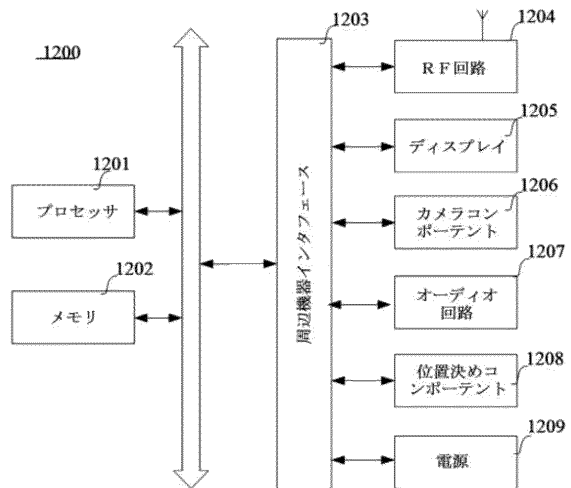 1200
1201
プロセッサ
1202
メモリ
1203
周辺機器インタフェース
1204
RF回路
1205
ディスプレイ
1206
カメラコン
ポーテント
1207
オーディオ
回路
1208
位置決めコ
ンポーテント
1209
電源